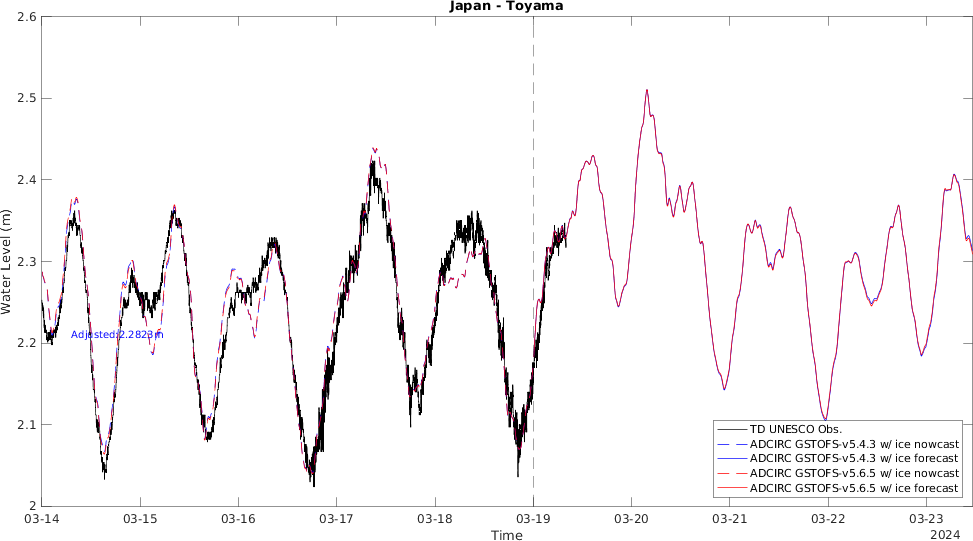 Japan - Toyama
Water Level (m)
2.6
2.5
2.4
2.3
2.2
2.1
2
Adjusted:2.2823m
TD UNESCO Obs.
ADCIRC GSTOFS-v5.4.3 w/ ice nowcast
ADCIRC GSTOFS-v5.4.3 w/ ice forecast
ADCIRC GSTOFS-v5.6.5 w/ ice nowcast
ADCIRC GSTOFS-v5.6.5 w/ ice forecast
03-14 03-15 03-16 03-17 03-18 03-19 03-20 03-21 03-22 03-23
Time
2024